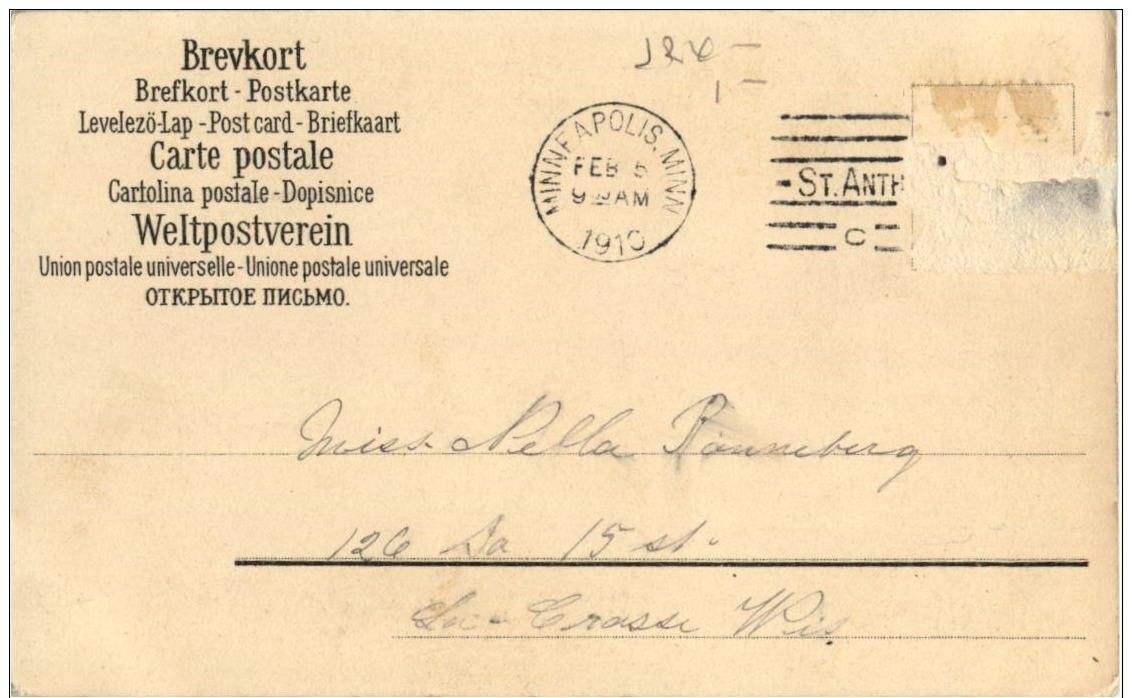 Brevkort
Brefkort - Postkarte
Levelezö-Lap - Post card - Briefkaart
Carte postale
Cartolina postale - Dopisnice
Weltpostverein
Union postale universelle - Unione postale universale
ОТКРЫТОЕ ПИСЬМО.
MINNEAPOLIS, MINN
FEB 5
9 AM
1910
ST. ANTH
C
Miss. Nella Ronneberg
126 So 15 st.
La-Crosse Wis